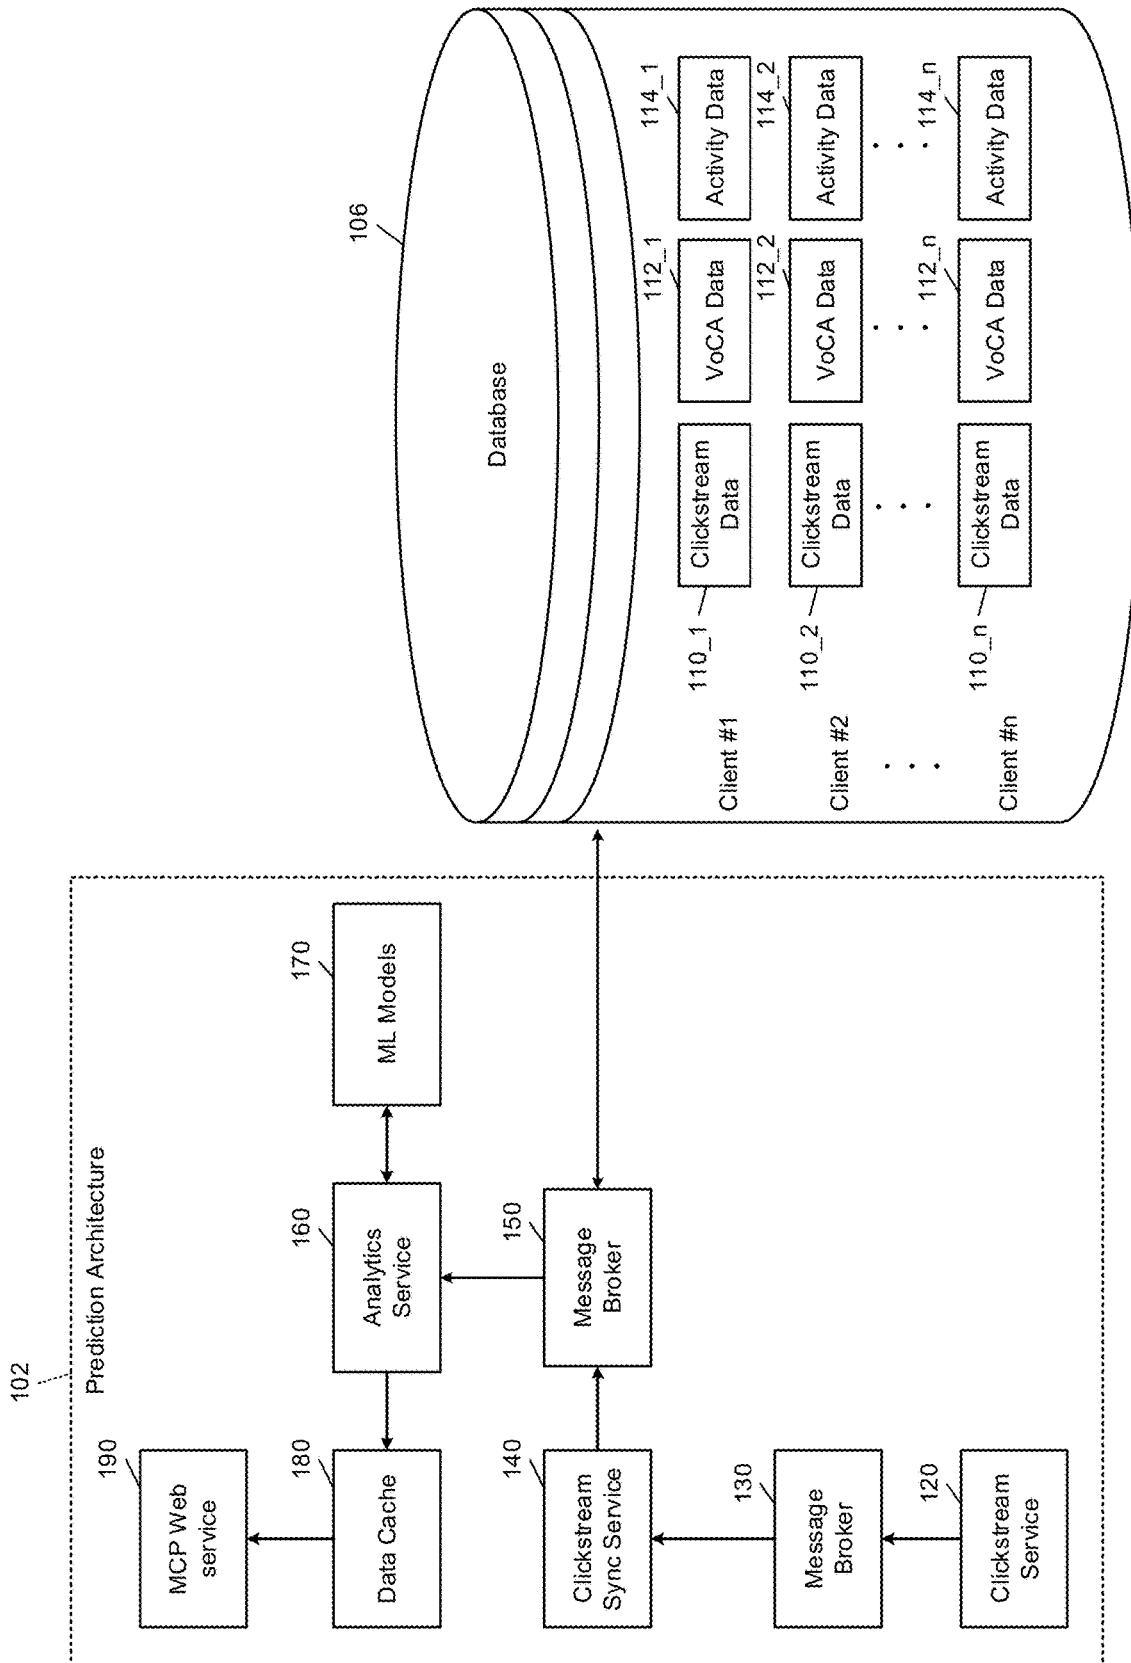 102
Prediction Architecture
190
MCP Web
service
180
Data Cache
160
Analytics
Service
170
ML Models
140
Clickstream
Sync Service
150
Message
Broker
130
Message
Broker
120
Clickstream
Service
106
Database
Client #1
110_1
Clickstream
Data
112_1
VoCA Data
114_1
Activity Data
Client #2
110_2
Clickstream
Data
112_2
VoCA Data
114_2
Activity Data
. . .
. . .
. . .
. . .
Client #n
110_n
Clickstream
Data
112_n
VoCA Data
114_n
Activity Data